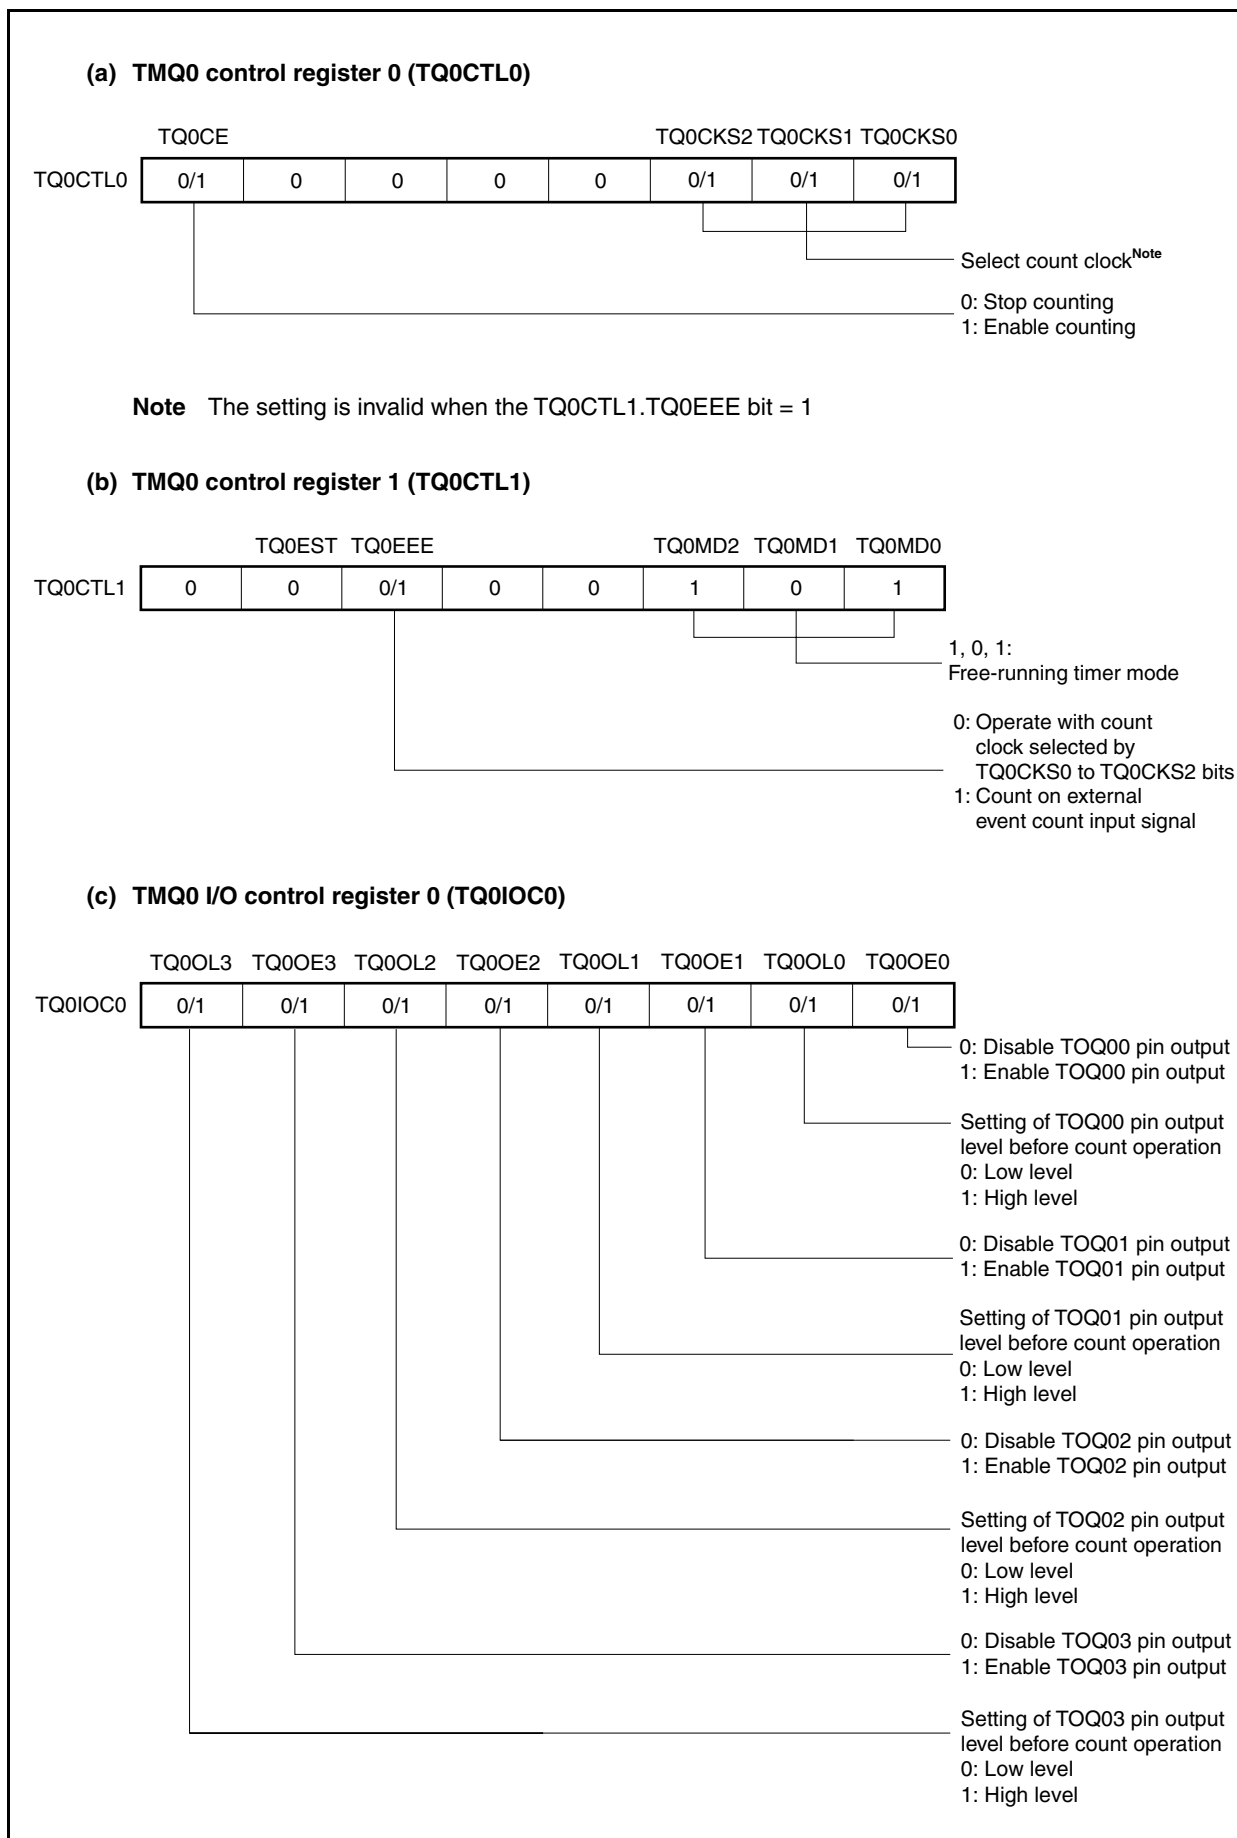 (a) TMQ0 control register 0 (TQ0CTL0)
TQ0CE TQ0CKS2 TQ0CKS1 TQ0CKS0
TQ0CTL0 0/1 0 0 0 0 0/1 0/1 0/1
Select count clockNote
0: Stop counting
1: Enable counting
Note The setting is invalid when the TQ0CTL1.TQ0EEE bit = 1
(b) TMQ0 control register 1 (TQ0CTL1)
TQ0EST TQ0EEE TQ0MD2 TQ0MD1 TQ0MD0
TQ0CTL1 0 0 0/1 0 0 1 0 1
1, 0, 1:
Free-running timer mode
0: Operate with count
clock selected by
TQ0CKS0 to TQ0CKS2 bits
1: Count on external
event count input signal
(c) TMQ0 I/O control register 0 (TQ0IOC0)
TQ0OL3 TQ0OE3 TQ0OL2 TQ0OE2 TQ0OL1 TQ0OE1 TQ0OL0 TQ0OE0
TQ0IOC0 0/1 0/1 0/1 0/1 0/1 0/1 0/1 0/1
0: Disable TOQ00 pin output
1: Enable TOQ00 pin output
Setting of TOQ00 pin output
level before count operation
0: Low level
1: High level
0: Disable TOQ01 pin output
1: Enable TOQ01 pin output
Setting of TOQ01 pin output
level before count operation
0: Low level
1: High level
0: Disable TOQ02 pin output
1: Enable TOQ02 pin output
Setting of TOQ02 pin output
level before count operation
0: Low level
1: High level
0: Disable TOQ03 pin output
1: Enable TOQ03 pin output
Setting of TOQ03 pin output
level before count operation
0: Low level
1: High level